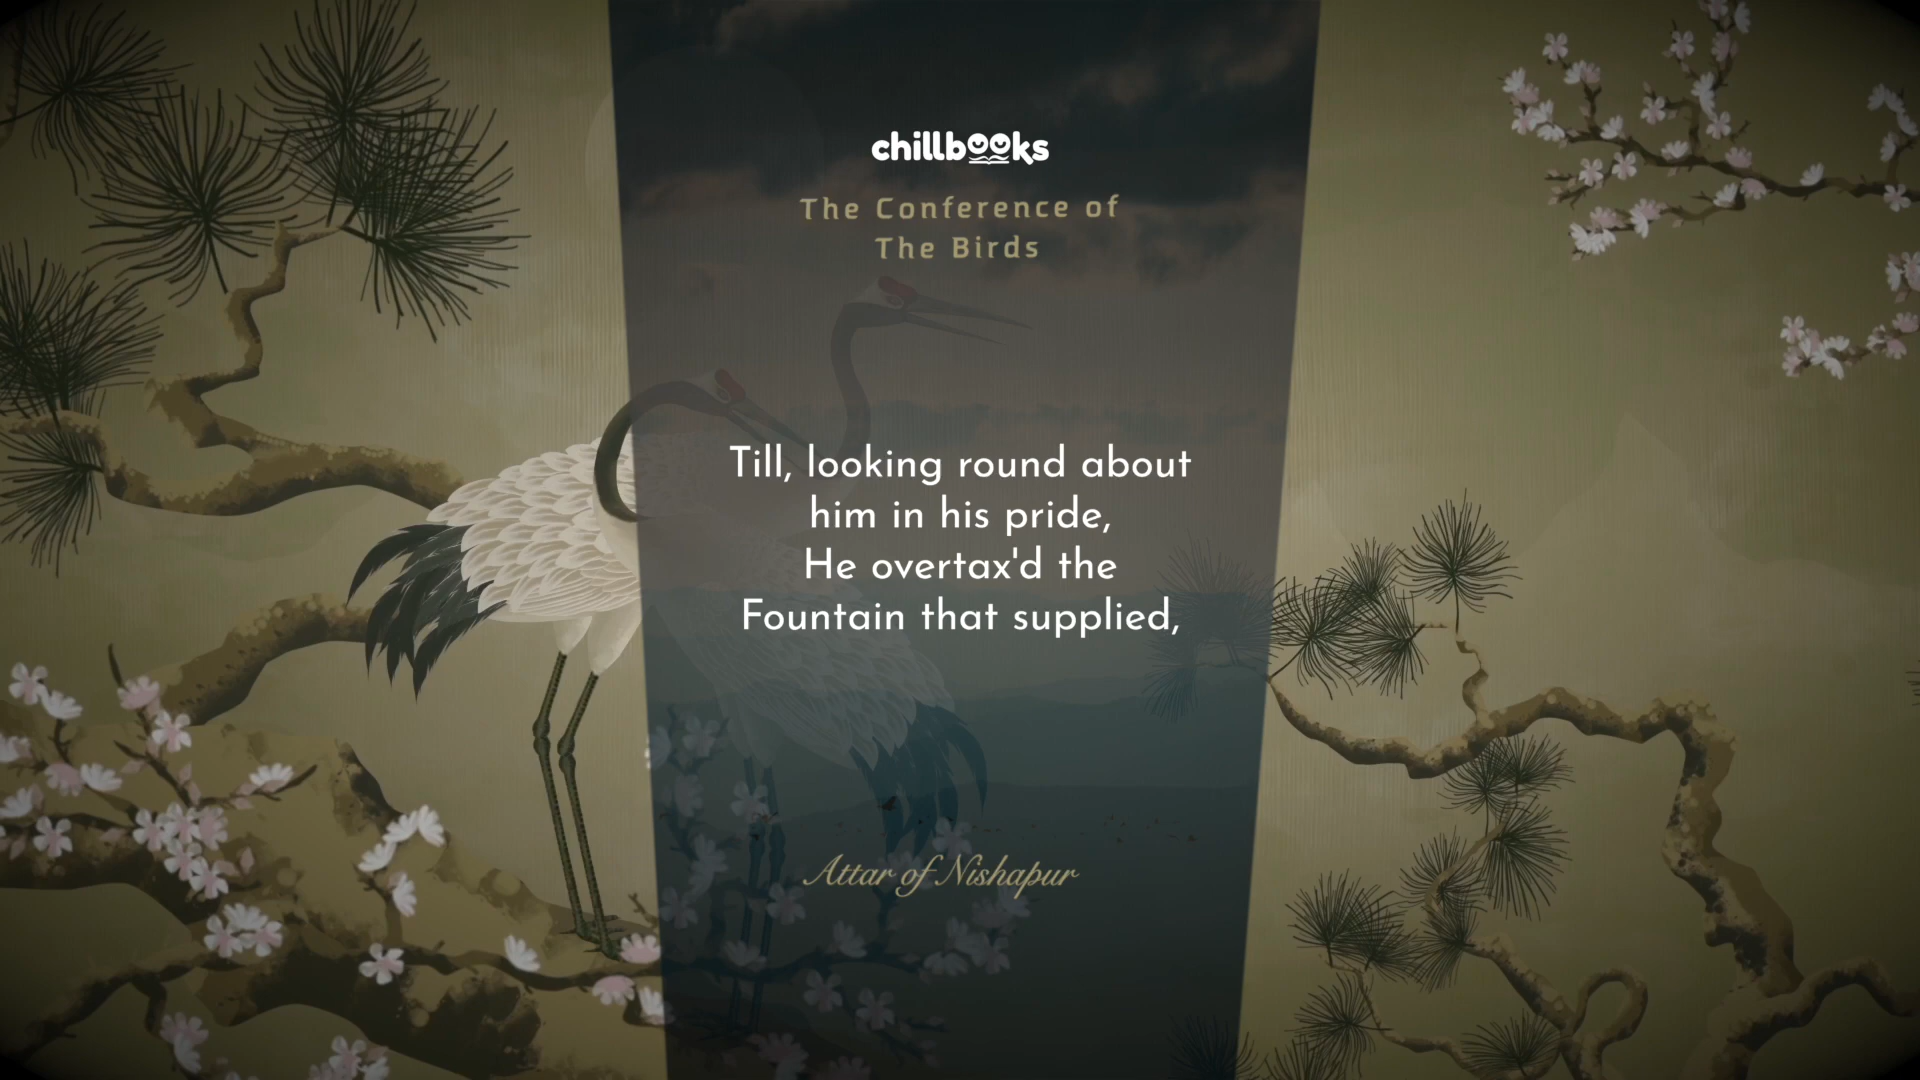 chillbooks
The Conference of
The Birds
Till, looking round about
him in his pride,
He overtax'd the
Fountain that supplied,
Attar of Nishapur